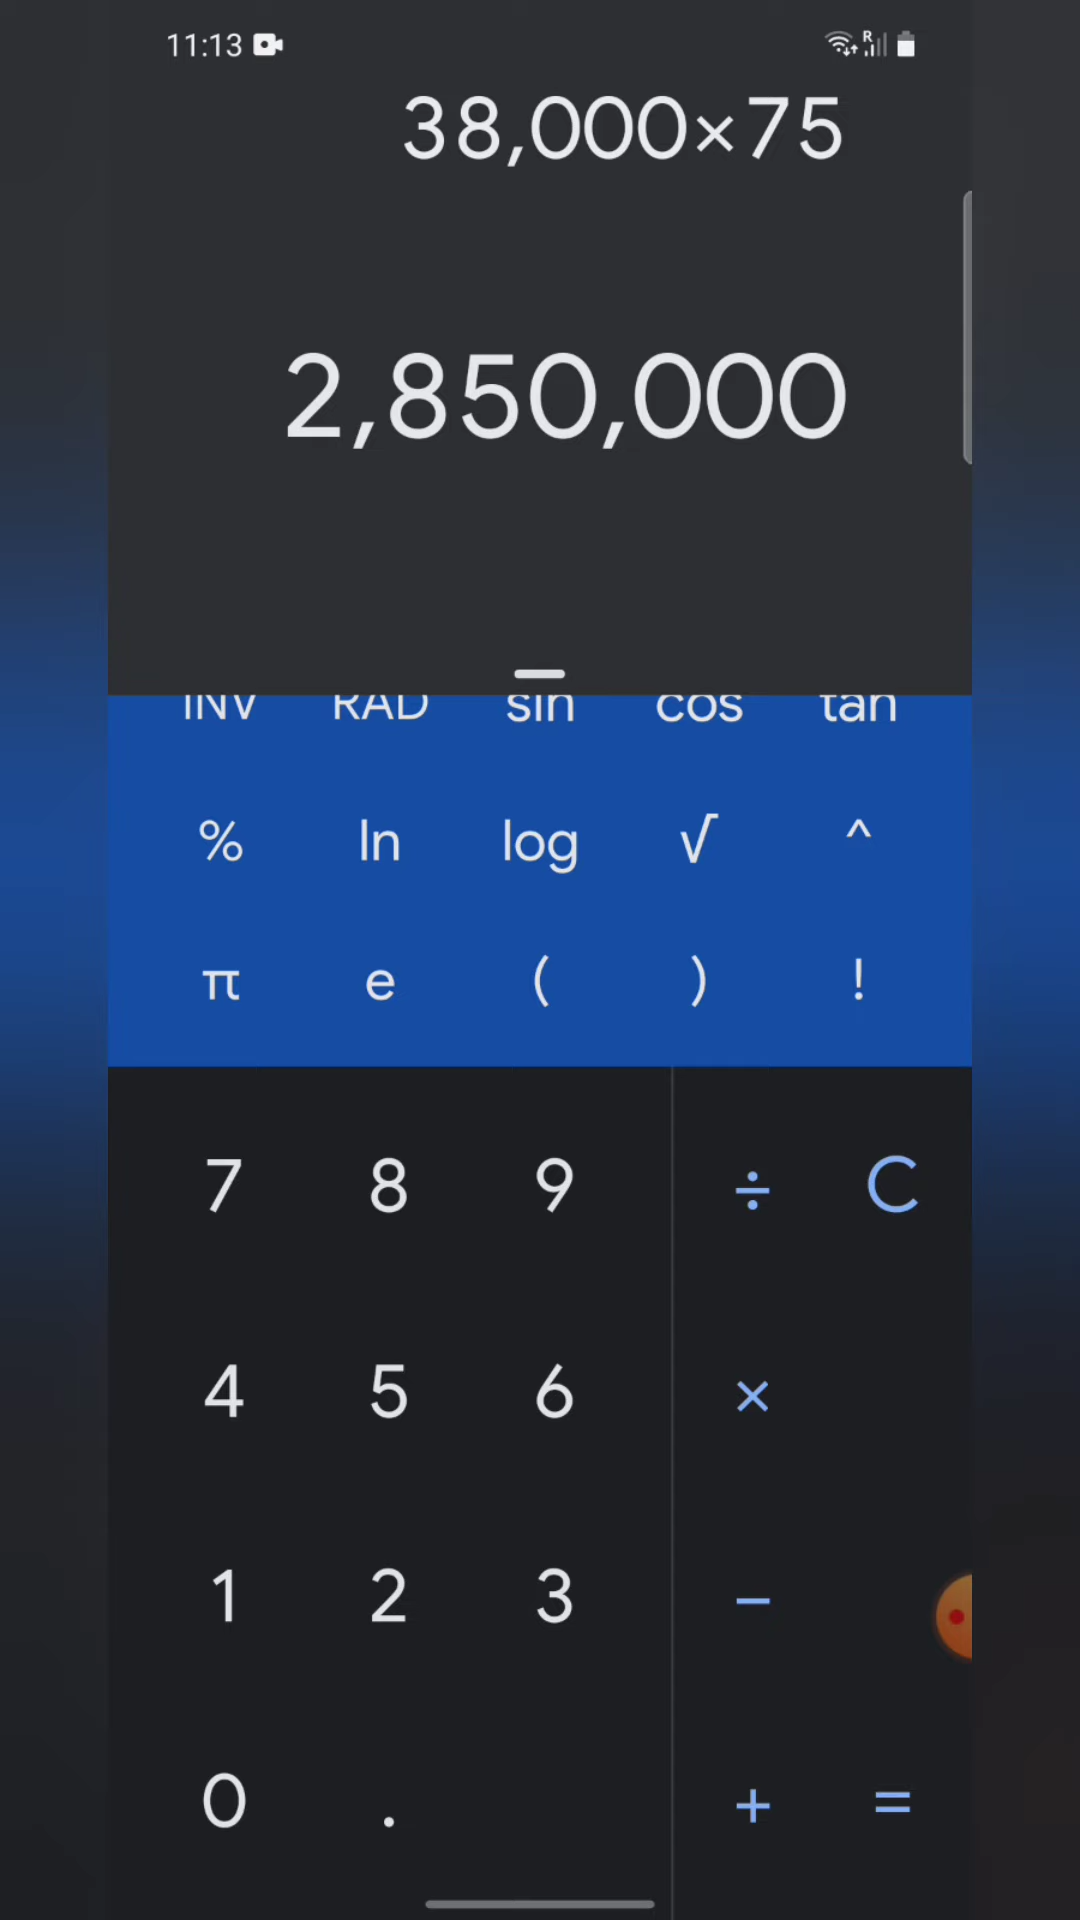 11:13 R
38,000×75
2,850,000
INV RAD sin cos tan
% ln log √ ^
π e ( ) !
7 8 9 ÷ C
4 5 6 ×
1 2 3 −
0 . + =